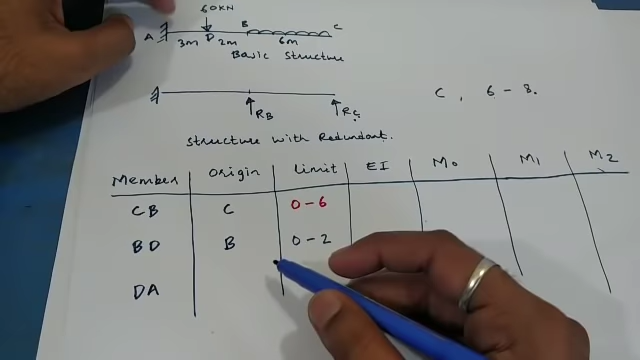 60KN
A 3m D 2m B 6m C
Basic Structure
C, 6 - 8.
RB RC
Structure with Redundant.
Member Origin Limit EI M0 M1 M2
CB C 0-6
BD B 0-2
DA